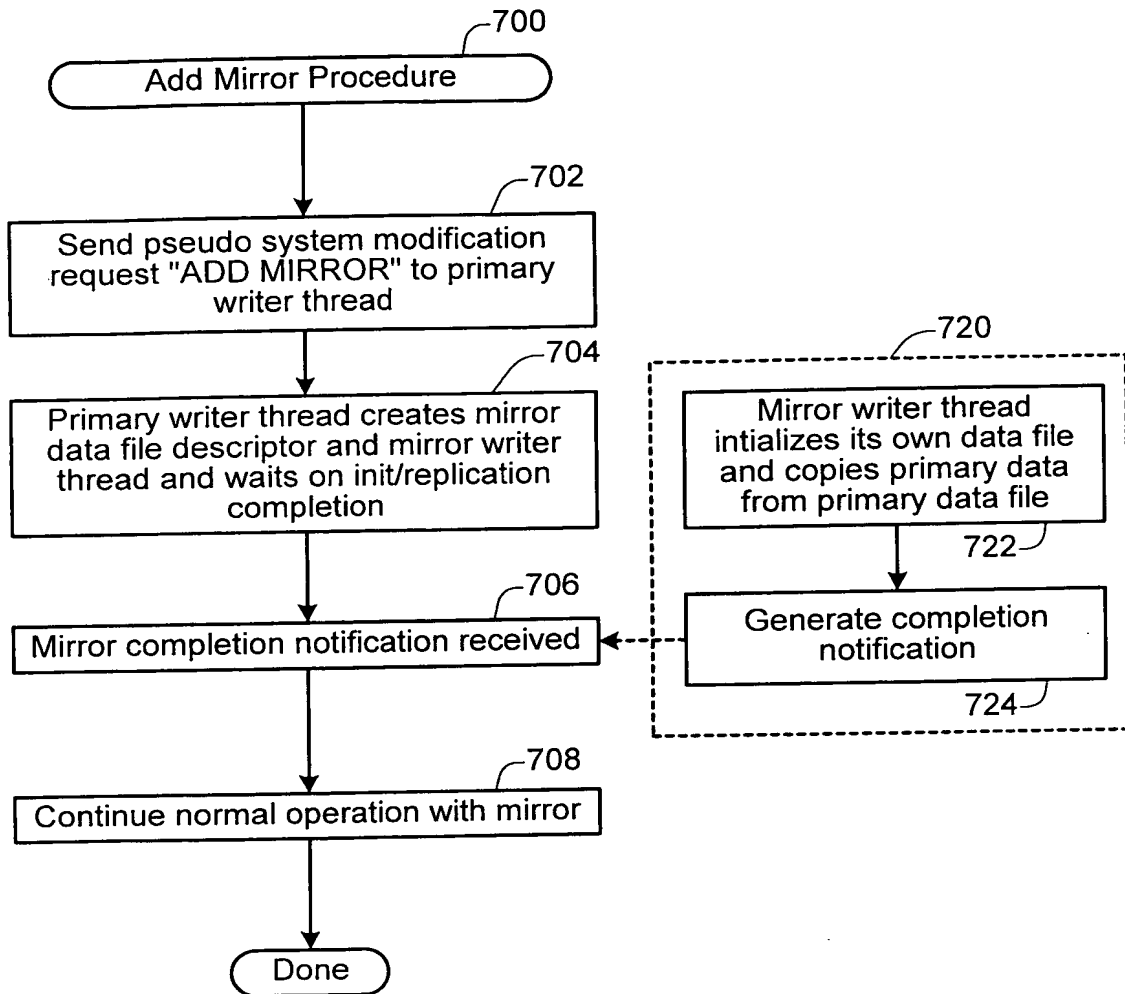 700
Add Mirror Procedure
702
Send pseudo system modification
request "ADD MIRROR" to primary
writer thread
704
Primary writer thread creates mirror
data file descriptor and mirror writer
thread and waits on init/replication
completion
720
Mirror writer thread
intializes its own data file
and copies primary data
from primary data file
722
706
Mirror completion notification received
Generate completion
notification
724
708
Continue normal operation with mirror
Done